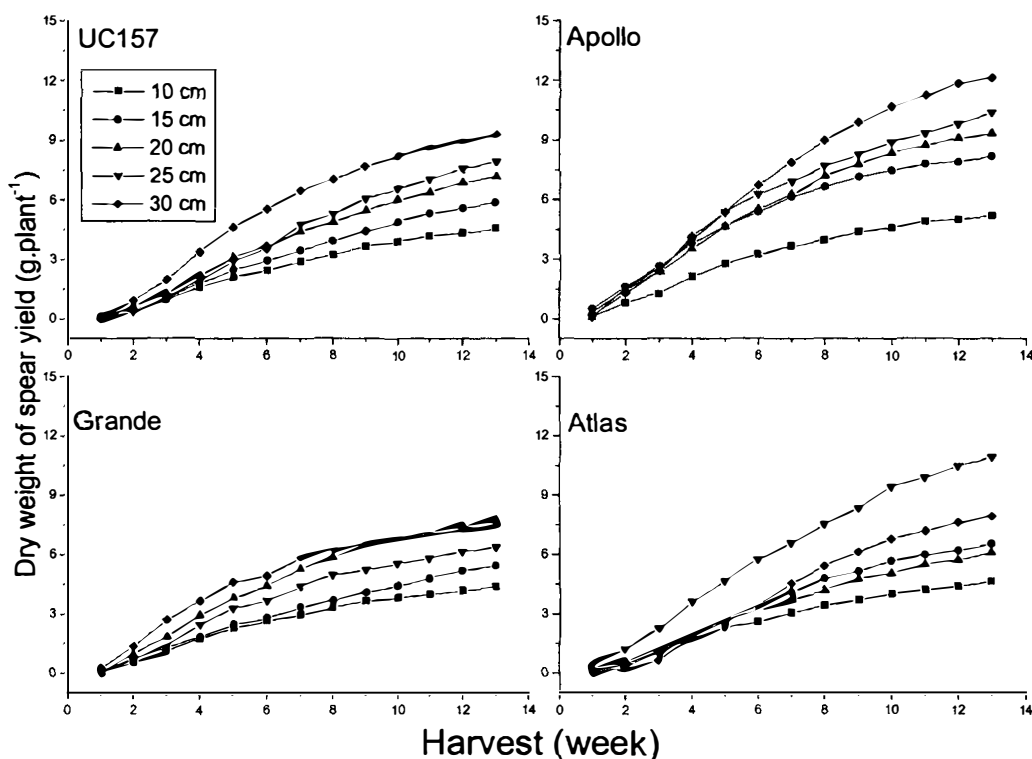 UC157
10 cm
15 cm
20 cm
25 cm
30 cm
15
12
9
6
3
0
0 2 4 6 8 10 12 14
Apollo
15
12
9
6
3
0
0 2 4 6 8 10 12 14
Grande
15
12
9
6
3
0
0 2 4 6 8 10 12 14
Atlas
15
12
9
6
3
0
0 2 4 6 8 10 12 14
Dry weight of spear yield (g.plant⁻¹)
Harvest (week)